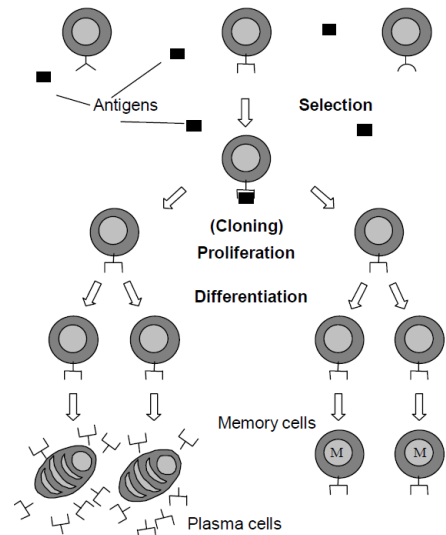 Antigens
Selection
(Cloning)
Proliferation
Differentiation
Memory cells
M
M
Plasma cells